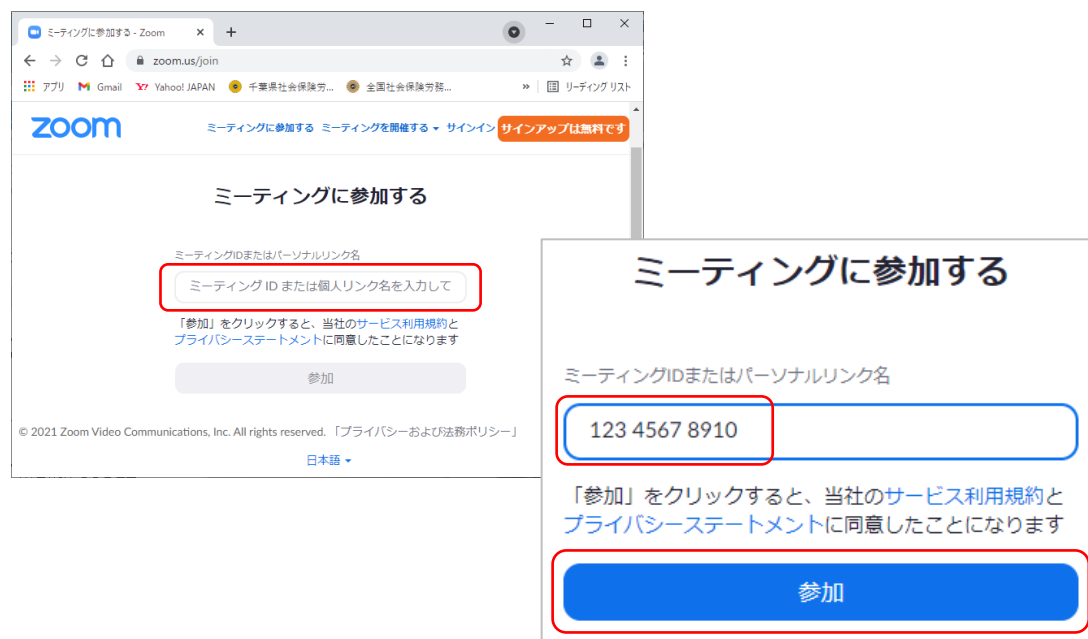 ミーティングに参加する - Zoom
zoom.us/join
アプリ Gmail Yahoo! JAPAN 千葉県社会保険労... 全国社会保険労務... » リーディング リスト
zoom ミーティングに参加する ミーティングを開催する サインイン サインアップは無料です
ミーティングに参加する
ミーティングIDまたはパーソナルリンク名
ミーティング ID または個人リンク名を入力して
「参加」をクリックすると、当社のサービス利用規約と
プライバシーステートメントに同意したことになります
参加
© 2021 Zoom Video Communications, Inc. All rights reserved. 「プライバシーおよび法務ポリシー」
日本語
ミーティングに参加する
ミーティングIDまたはパーソナルリンク名
123 4567 8910
「参加」をクリックすると、当社のサービス利用規約と
プライバシーステートメントに同意したことになります
参加